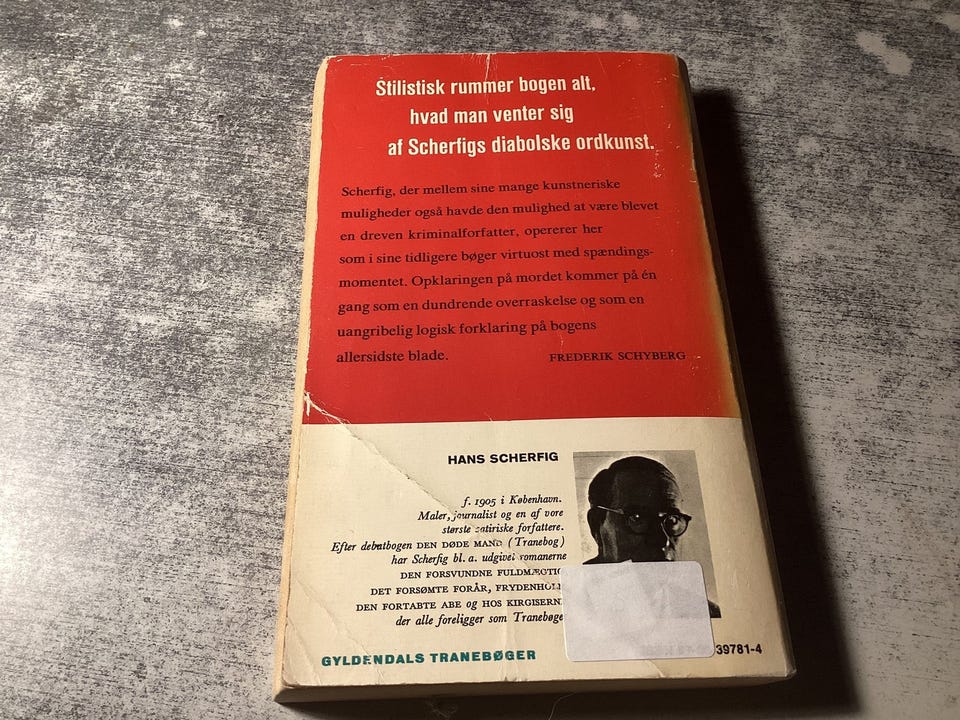 Stilistisk rummer bogen alt,
hvad man venter sig
af Scherfigs diabolske ordkunst.
Scherfig, der mellem sine mange kunstneriske
muligheder også havde den mulighed at være blevet
en dreven kriminalforfatter, opererer her
som i sine tidligere bøger virtuost med spændings-
momentet. Opklaringen på mordet kommer på én
gang som en dundrende overraskelse og som en
uangribelig logisk forklaring på bogens
allersidste blade. FREDERIK SCHYBERG
HANS SCHERFIG
f. 1905 i København.
Maler, journalist og en af vore
største satiriske forfattere.
Efter debutbogen DEN DØDE MAND (Tranebog)
har Scherfig bl. a. udgivet romanerne
DEN FORSVUNDNE FULDMÆGTIG
DET FORSØMTE FORÅR, FRYDENHOLM
DEN FORTABTE ABE og HOS KIRGISERNE
der alle foreligger som Tranebøger
GYLDENDALS TRANEBØGER
39781-4